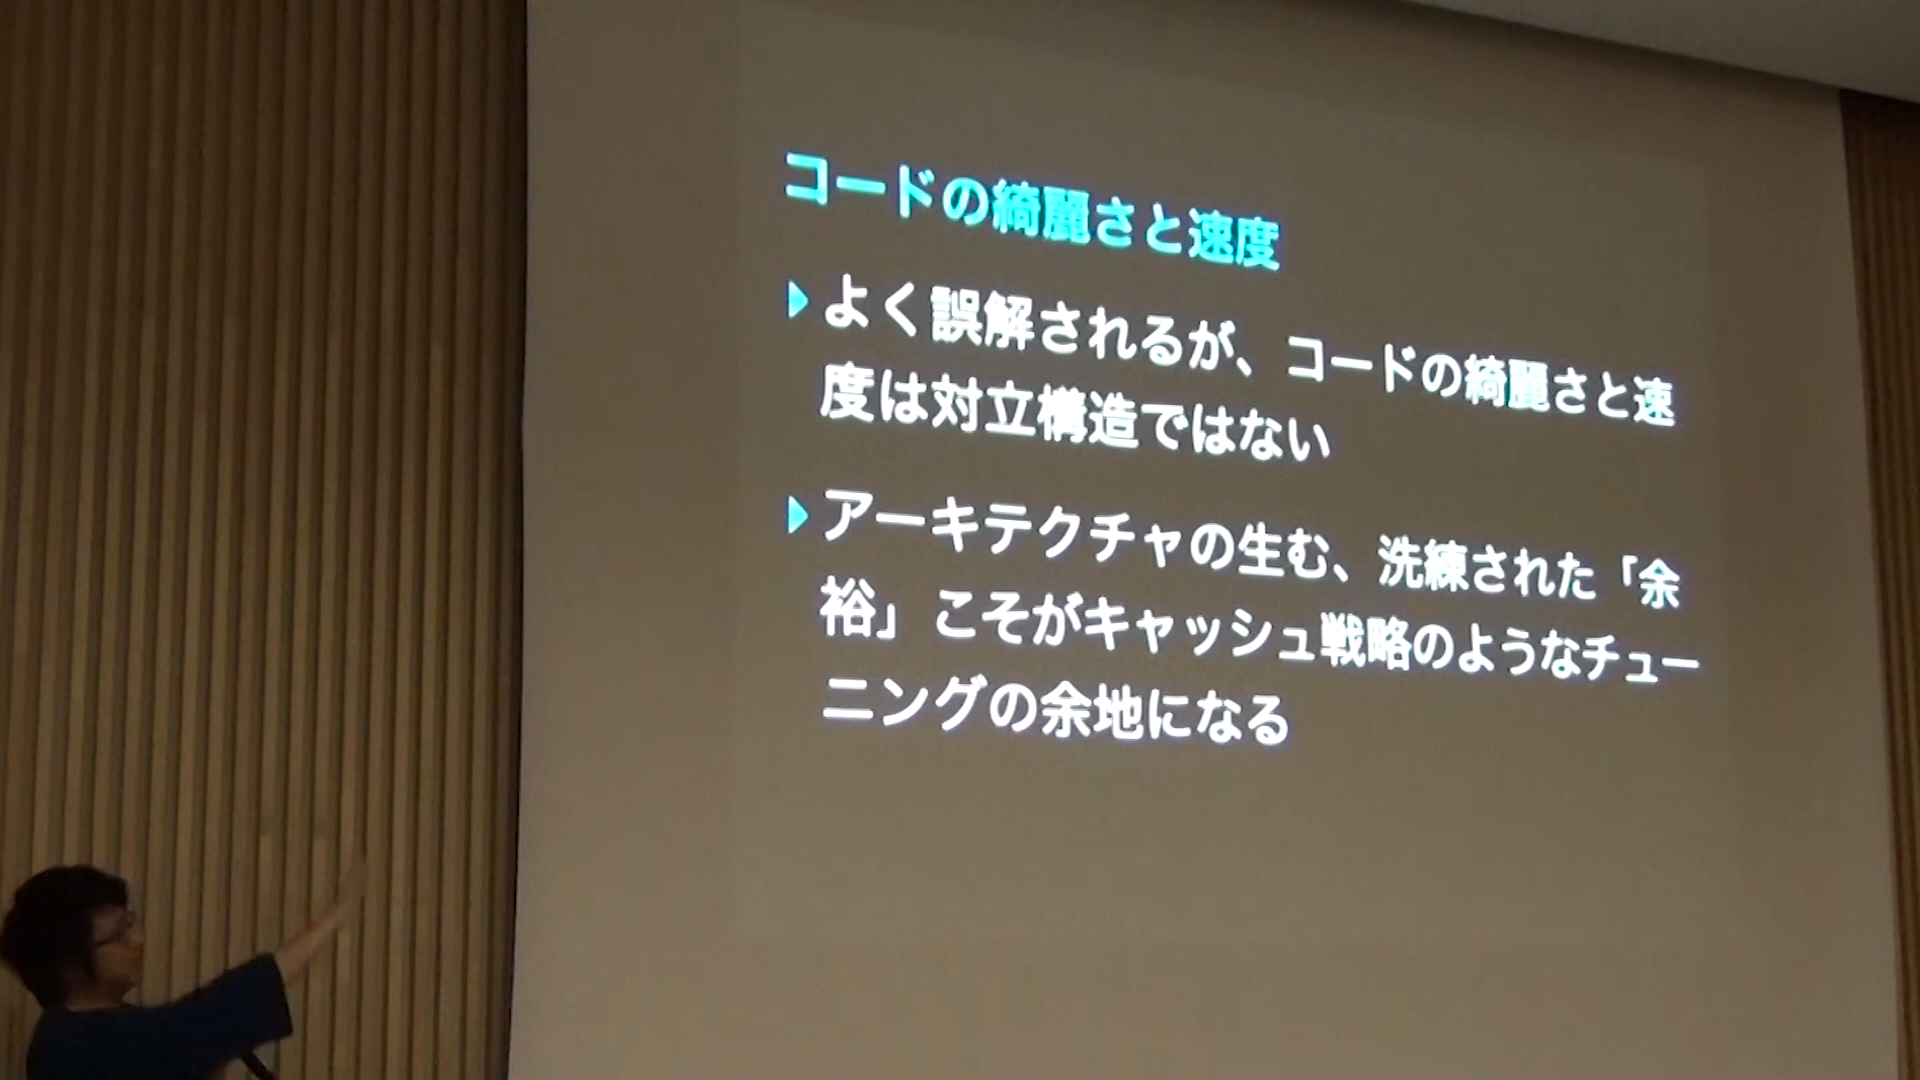 コードの綺麗さと速度
よく誤解されるが、コードの綺麗さと速
度は対立構造ではない
アーキテクチャの生む、洗練された「余
裕」こそがキャッシュ戦略のようなチュー
ニングの余地になる